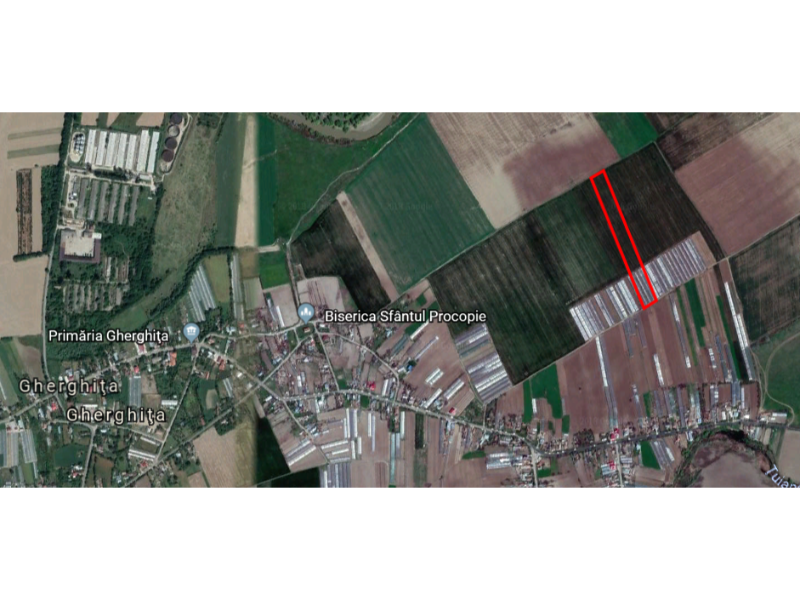 Biserica Sfântul Procopie
Primăria Gherghița
Gherghița
Gherghița